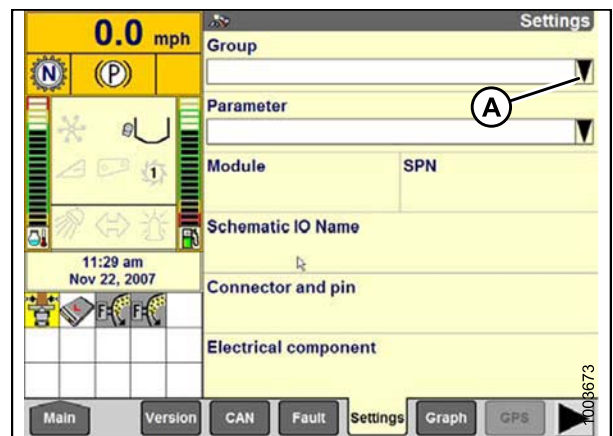 0.0 mph
N (P)
1
11:29 am
Nov 22, 2007
L F F
Settings
Group
A
Parameter
Module SPN
Schematic IO Name
Connector and pin
Electrical component
Main Version CAN Fault Settings Graph GPS
1003673